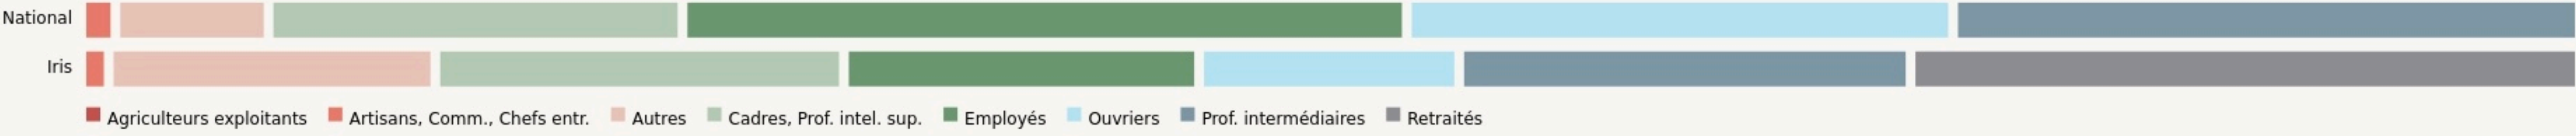 National
Iris
Agriculteurs exploitants Artisans, Comm., Chefs entr. Autres Cadres, Prof. intel. sup. Employés Ouvriers Prof. intermédiaires Retraités